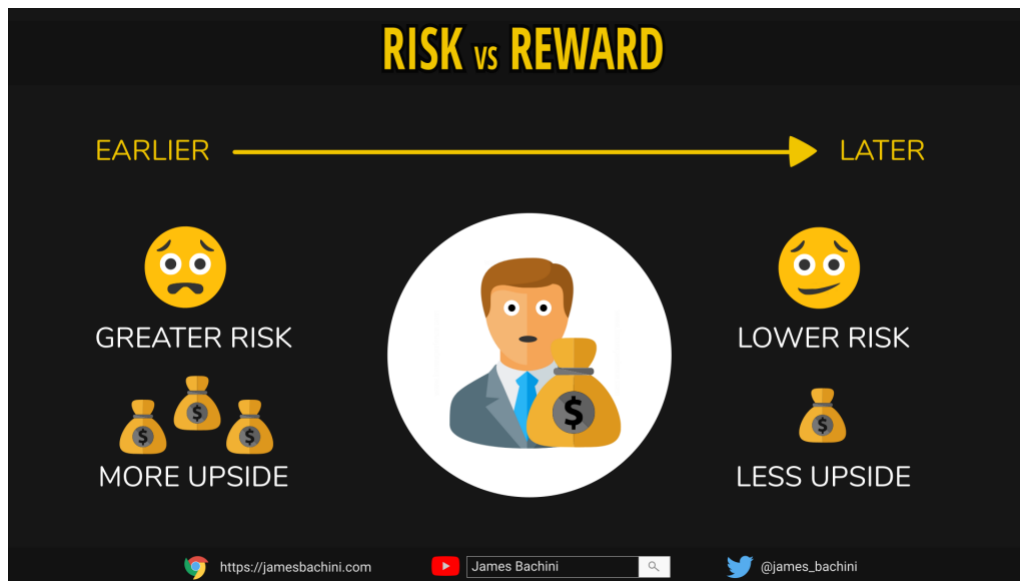 RISK vs REWARD
EARLIER
LATER
GREATER RISK
LOWER RISK
$
$
$
$
$
MORE UPSIDE
LESS UPSIDE
https://jamesbachini.com
James Bachini
@james_bachini